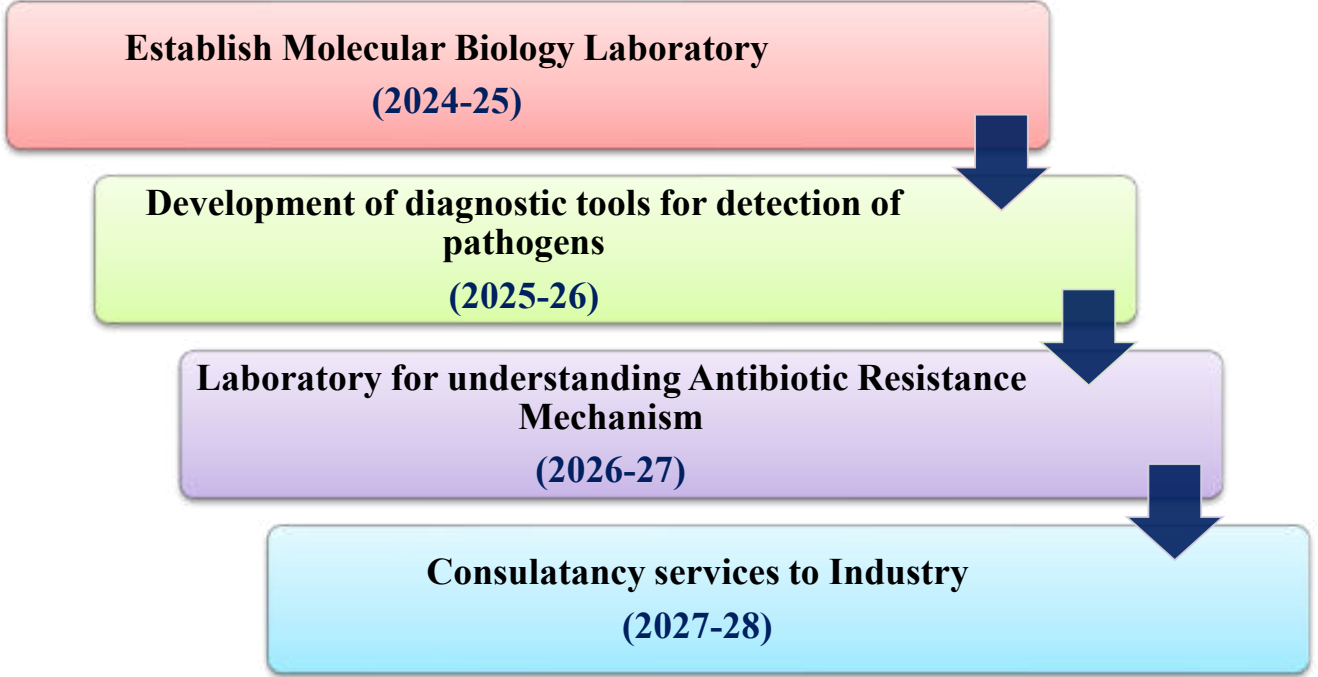 Establish Molecular Biology Laboratory
(2024-25)
Development of diagnostic tools for detection of
pathogens
(2025-26)
Laboratory for understanding Antibiotic Resistance
Mechanism
(2026-27)
Consulatancy services to Industry
(2027-28)